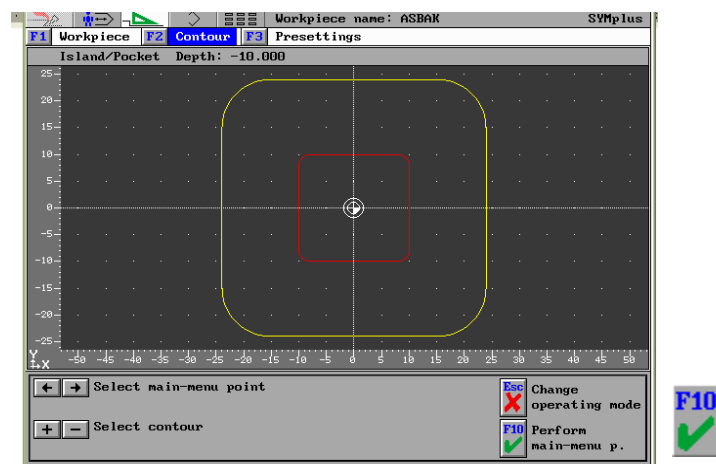 Workpiece name: ASBAK SYMplus
F1 Workpiece F2 Contour F3 Presettings
Island/Pocket Depth: -10.000
25
20
15
10
5
0
-5
-10
-15
-20
-25
Y
X
-50 -45 -40 -35 -30 -25 -20 -15 -10 -5 0 5 10 15 20 25 30 35 40 45 50
Select main-menu point
Esc Change
operating mode
+ - Select contour
F10 Perform
main-menu p.
F10